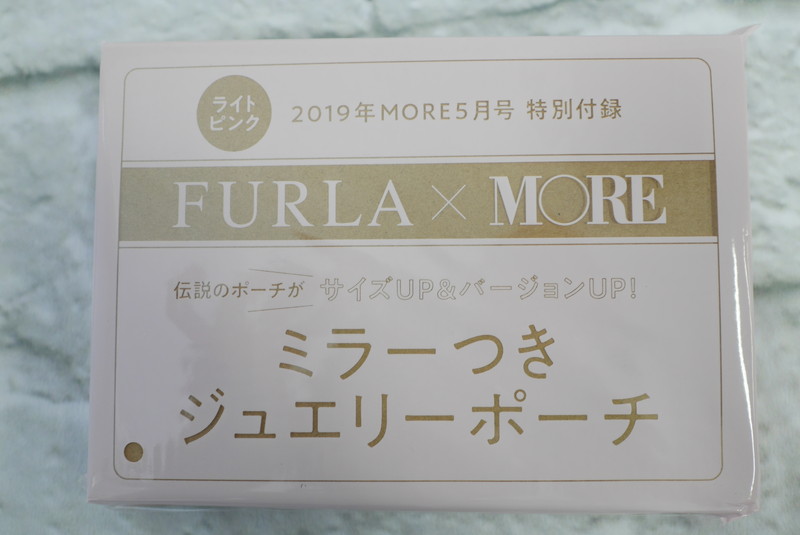 ライト
ピンク
2019年MORE5月号 特別付録
FURLA×MORE
伝説のポーチが サイズUP&バージョンUP!
ミラーつき
ジュエリーポーチ